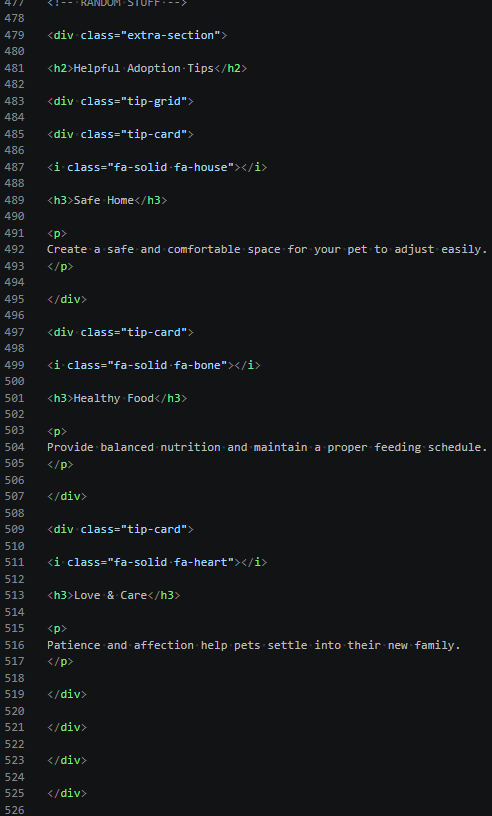 477 <!-- RANDOM STUFF -->
478
479 <div class="extra-section">
480
481 <h2>Helpful Adoption Tips</h2>
482
483 <div class="tip-grid">
484
485 <div class="tip-card">
486
487 <i class="fa-solid fa-house"></i>
488
489 <h3>Safe Home</h3>
490
491 <p>
492 Create a safe and comfortable space for your pet to adjust easily.
493 </p>
494
495 </div>
496
497 <div class="tip-card">
498
499 <i class="fa-solid fa-bone"></i>
500
501 <h3>Healthy Food</h3>
502
503 <p>
504 Provide balanced nutrition and maintain a proper feeding schedule.
505 </p>
506
507 </div>
508
509 <div class="tip-card">
510
511 <i class="fa-solid fa-heart"></i>
512
513 <h3>Love & Care</h3>
514
515 <p>
516 Patience and affection help pets settle into their new family.
517 </p>
518
519 </div>
520
521 </div>
522
523 </div>
524
525 </div>
526